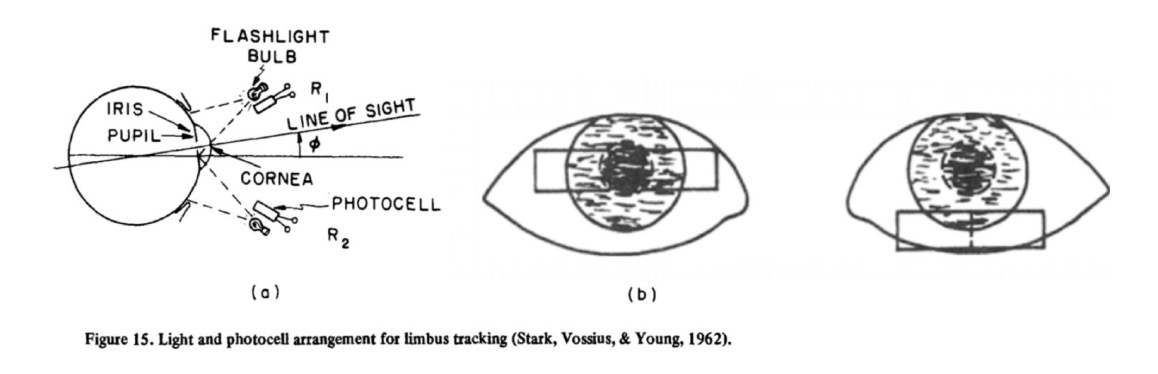 FLASHLIGHT
BULB
R1
IRIS
PUPIL
LINE OF SIGHT
ϕ
CORNEA
PHOTOCELL
R2
(a)
(b)
Figure 15. Light and photocell arrangement for limbus tracking (Stark, Vossius, & Young, 1962).